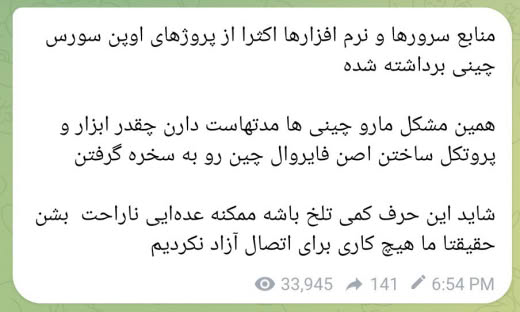 منابع سرورها و نرم افزارها اکثرا از پروژهای اوپن سورس
چینی برداشته شده
همین مشکل مارو چینی ها مدتهاست دارن چقدر ابزار و
پروتکل ساختن اصن فایروال چین رو به سخره گرفتن
شاید این حرف کمی تلخ باشه ممکنه عده‌ایی ناراحت بشن
حقیقتا ما هیچ کاری برای اتصال آزاد نکردیم
33,945 141 6:54 PM